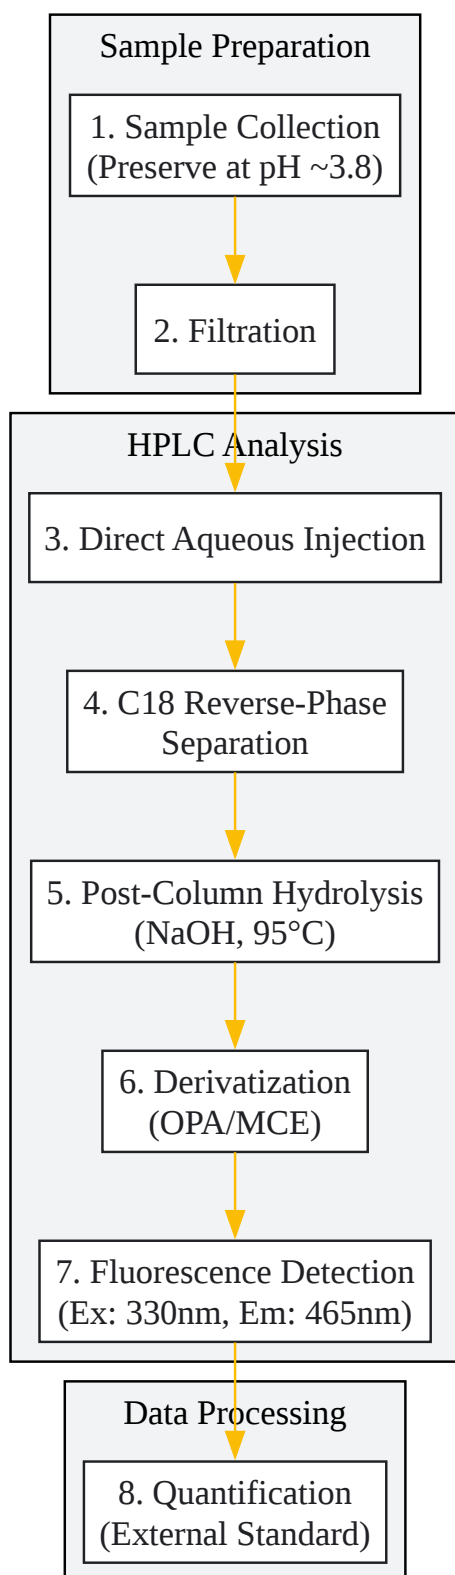 Sample Preparation
1. Sample Collection
(Preserve at pH ~3.8)
2. Filtration
HPLC Analysis
3. Direct Aqueous Injection
4. C18 Reverse-Phase
Separation
5. Post-Column Hydrolysis
(NaOH, 95°C)
6. Derivatization
(OPA/MCE)
7. Fluorescence Detection
(Ex: 330nm, Em: 465nm)
Data Processing
8. Quantification
(External Standard)